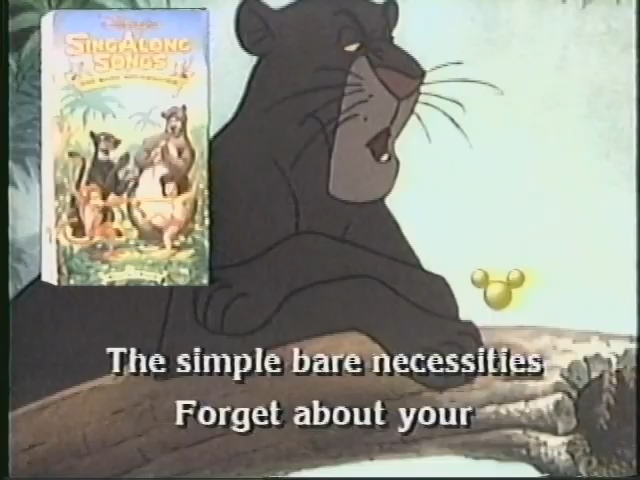 SING ALONG
SONGS
The simple bare necessities
Forget about your